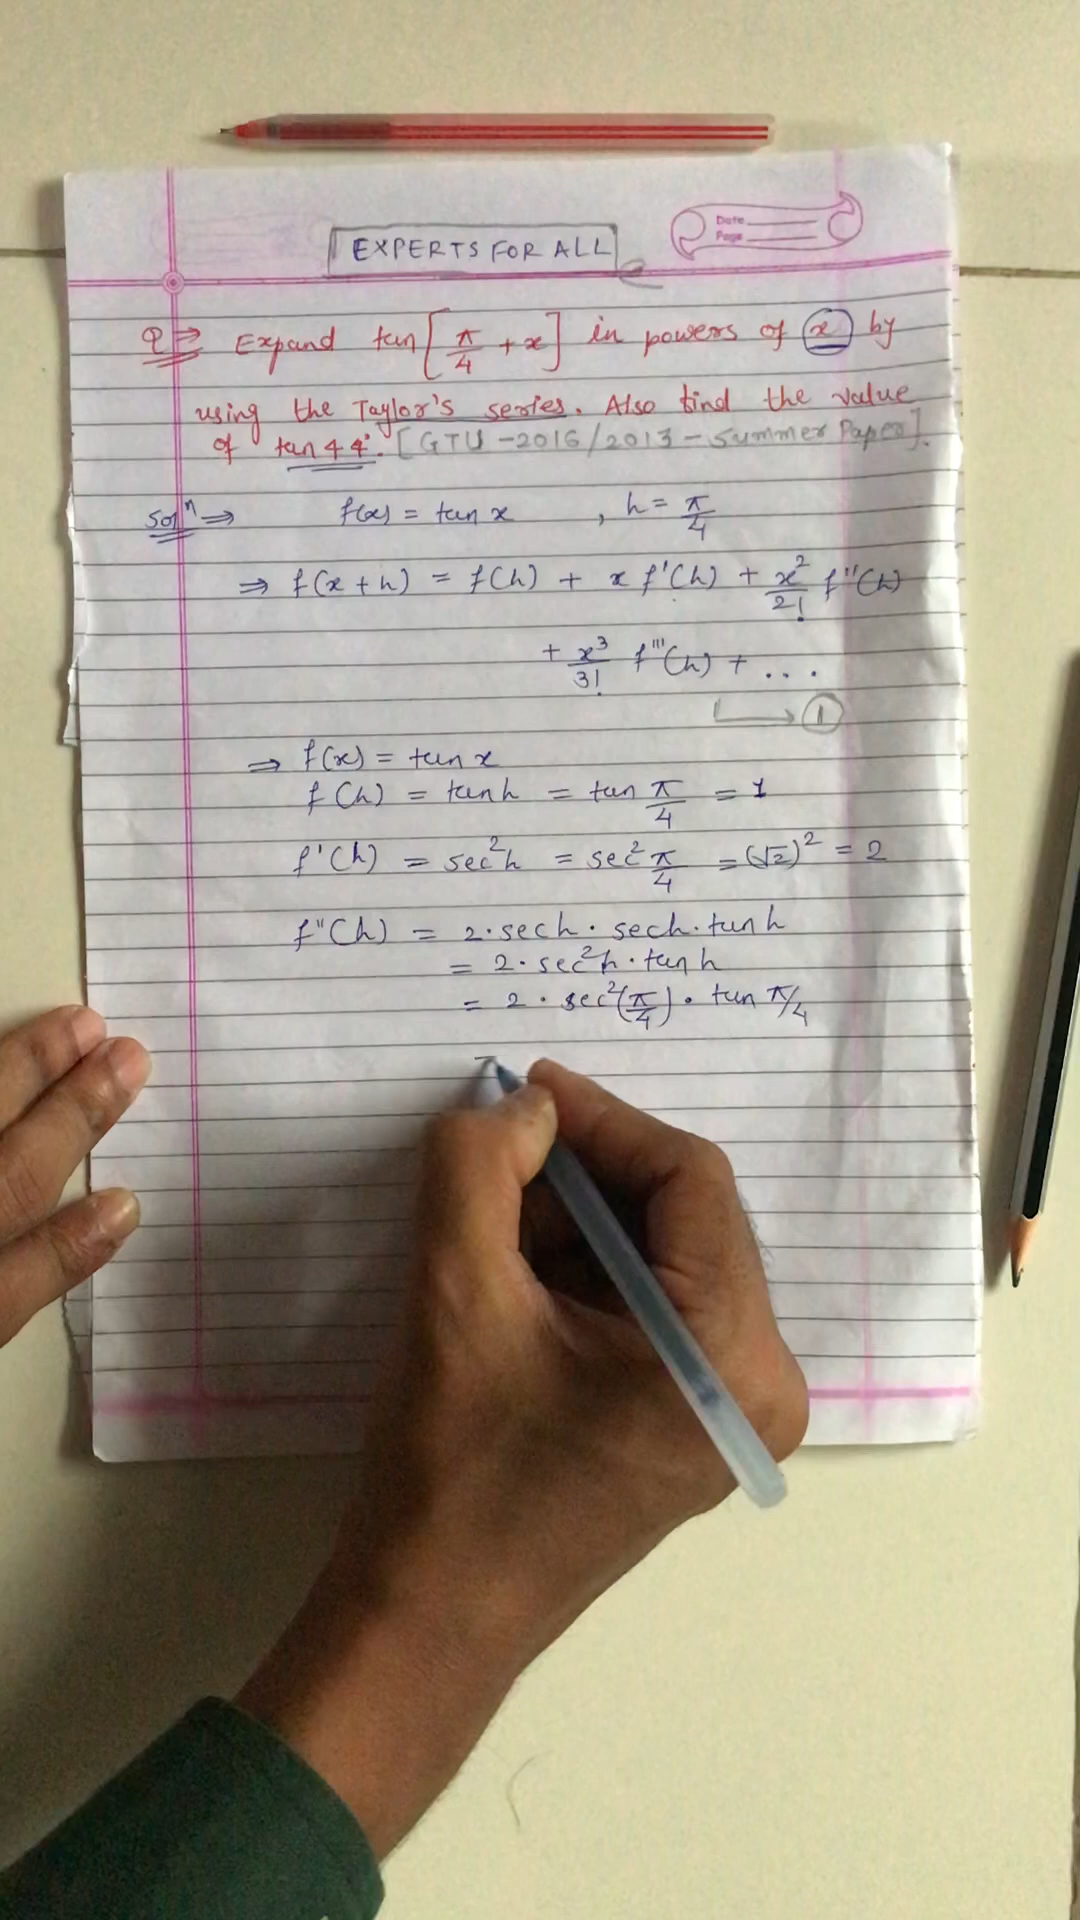 EXPERTS FOR ALL
Date
Page
Q ⇒ Expand tan[π/4 + x] in powers of x by
using the Taylor's series. Also find the value
of tan 44°. [GTU - 2016/2013 - Summer Paper].
Solⁿ ⇒ f(x) = tan x , h = π/4
⇒ f(x + h) = f(h) + x f'(h) + x²/2! f''(h)
+ x³/3! f'''(h) + ...
1
⇒ f(x) = tan x
f(h) = tan h = tan π/4 = 1
f'(h) = sec²h = sec² π/4 = (√2)² = 2
f''(h) = 2·sec h · sec h · tan h
= 2·sec²h·tan h
= 2·sec²(π/4)·tan π/4